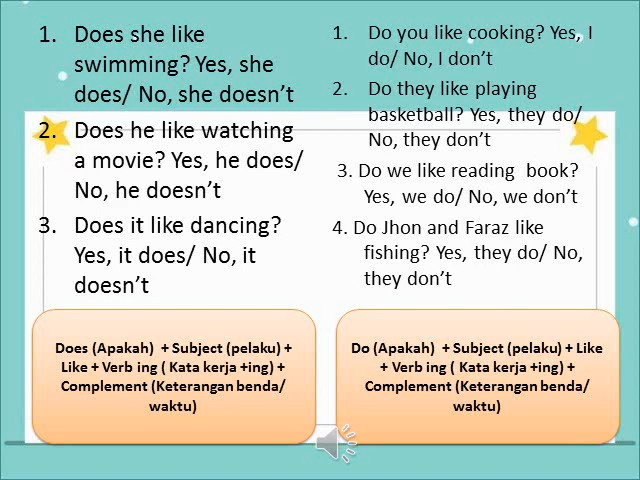 1. Does she like
swimming? Yes, she
does/ No, she doesn’t
2. Does he like watching
a movie? Yes, he does/
No, he doesn’t
3. Does it like dancing?
Yes, it does/ No, it
doesn’t
1. Do you like cooking? Yes, I
do/ No, I don’t
2. Do they like playing
basketball? Yes, they do/
No, they don’t
3. Do we like reading book?
Yes, we do/ No, we don’t
4. Do Jhon and Faraz like
fishing? Yes, they do/ No,
they don’t
Does (Apakah) + Subject (pelaku) +
Like + Verb ing ( Kata kerja +ing) +
Complement (Keterangan benda/
waktu)
Do (Apakah) + Subject (pelaku) + Like
+ Verb ing ( Kata kerja +ing) +
Complement (Keterangan benda/
waktu)